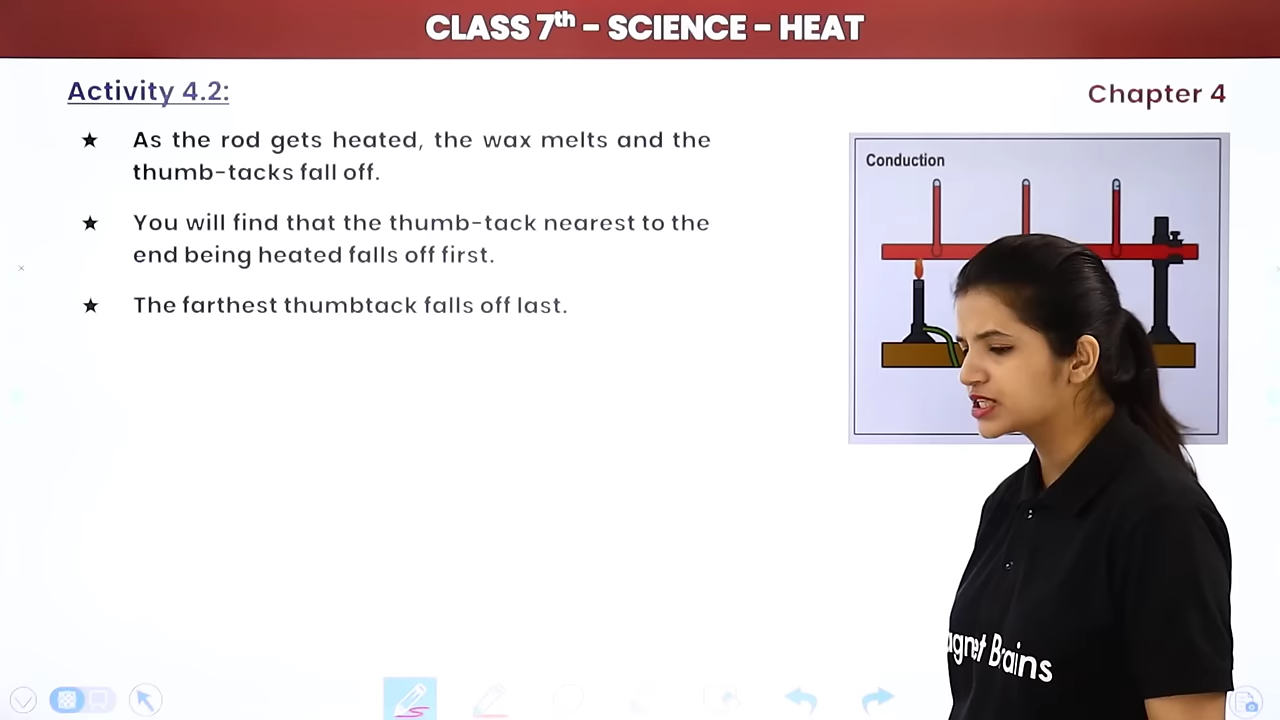 CLASS 7th - SCIENCE - HEAT
Activity 4.2:
Chapter 4
★ As the rod gets heated, the wax melts and the
thumb-tacks fall off.
★ You will find that the thumb-tack nearest to the
end being heated falls off first.
★ The farthest thumbtack falls off last.
Conduction
agnet Brains